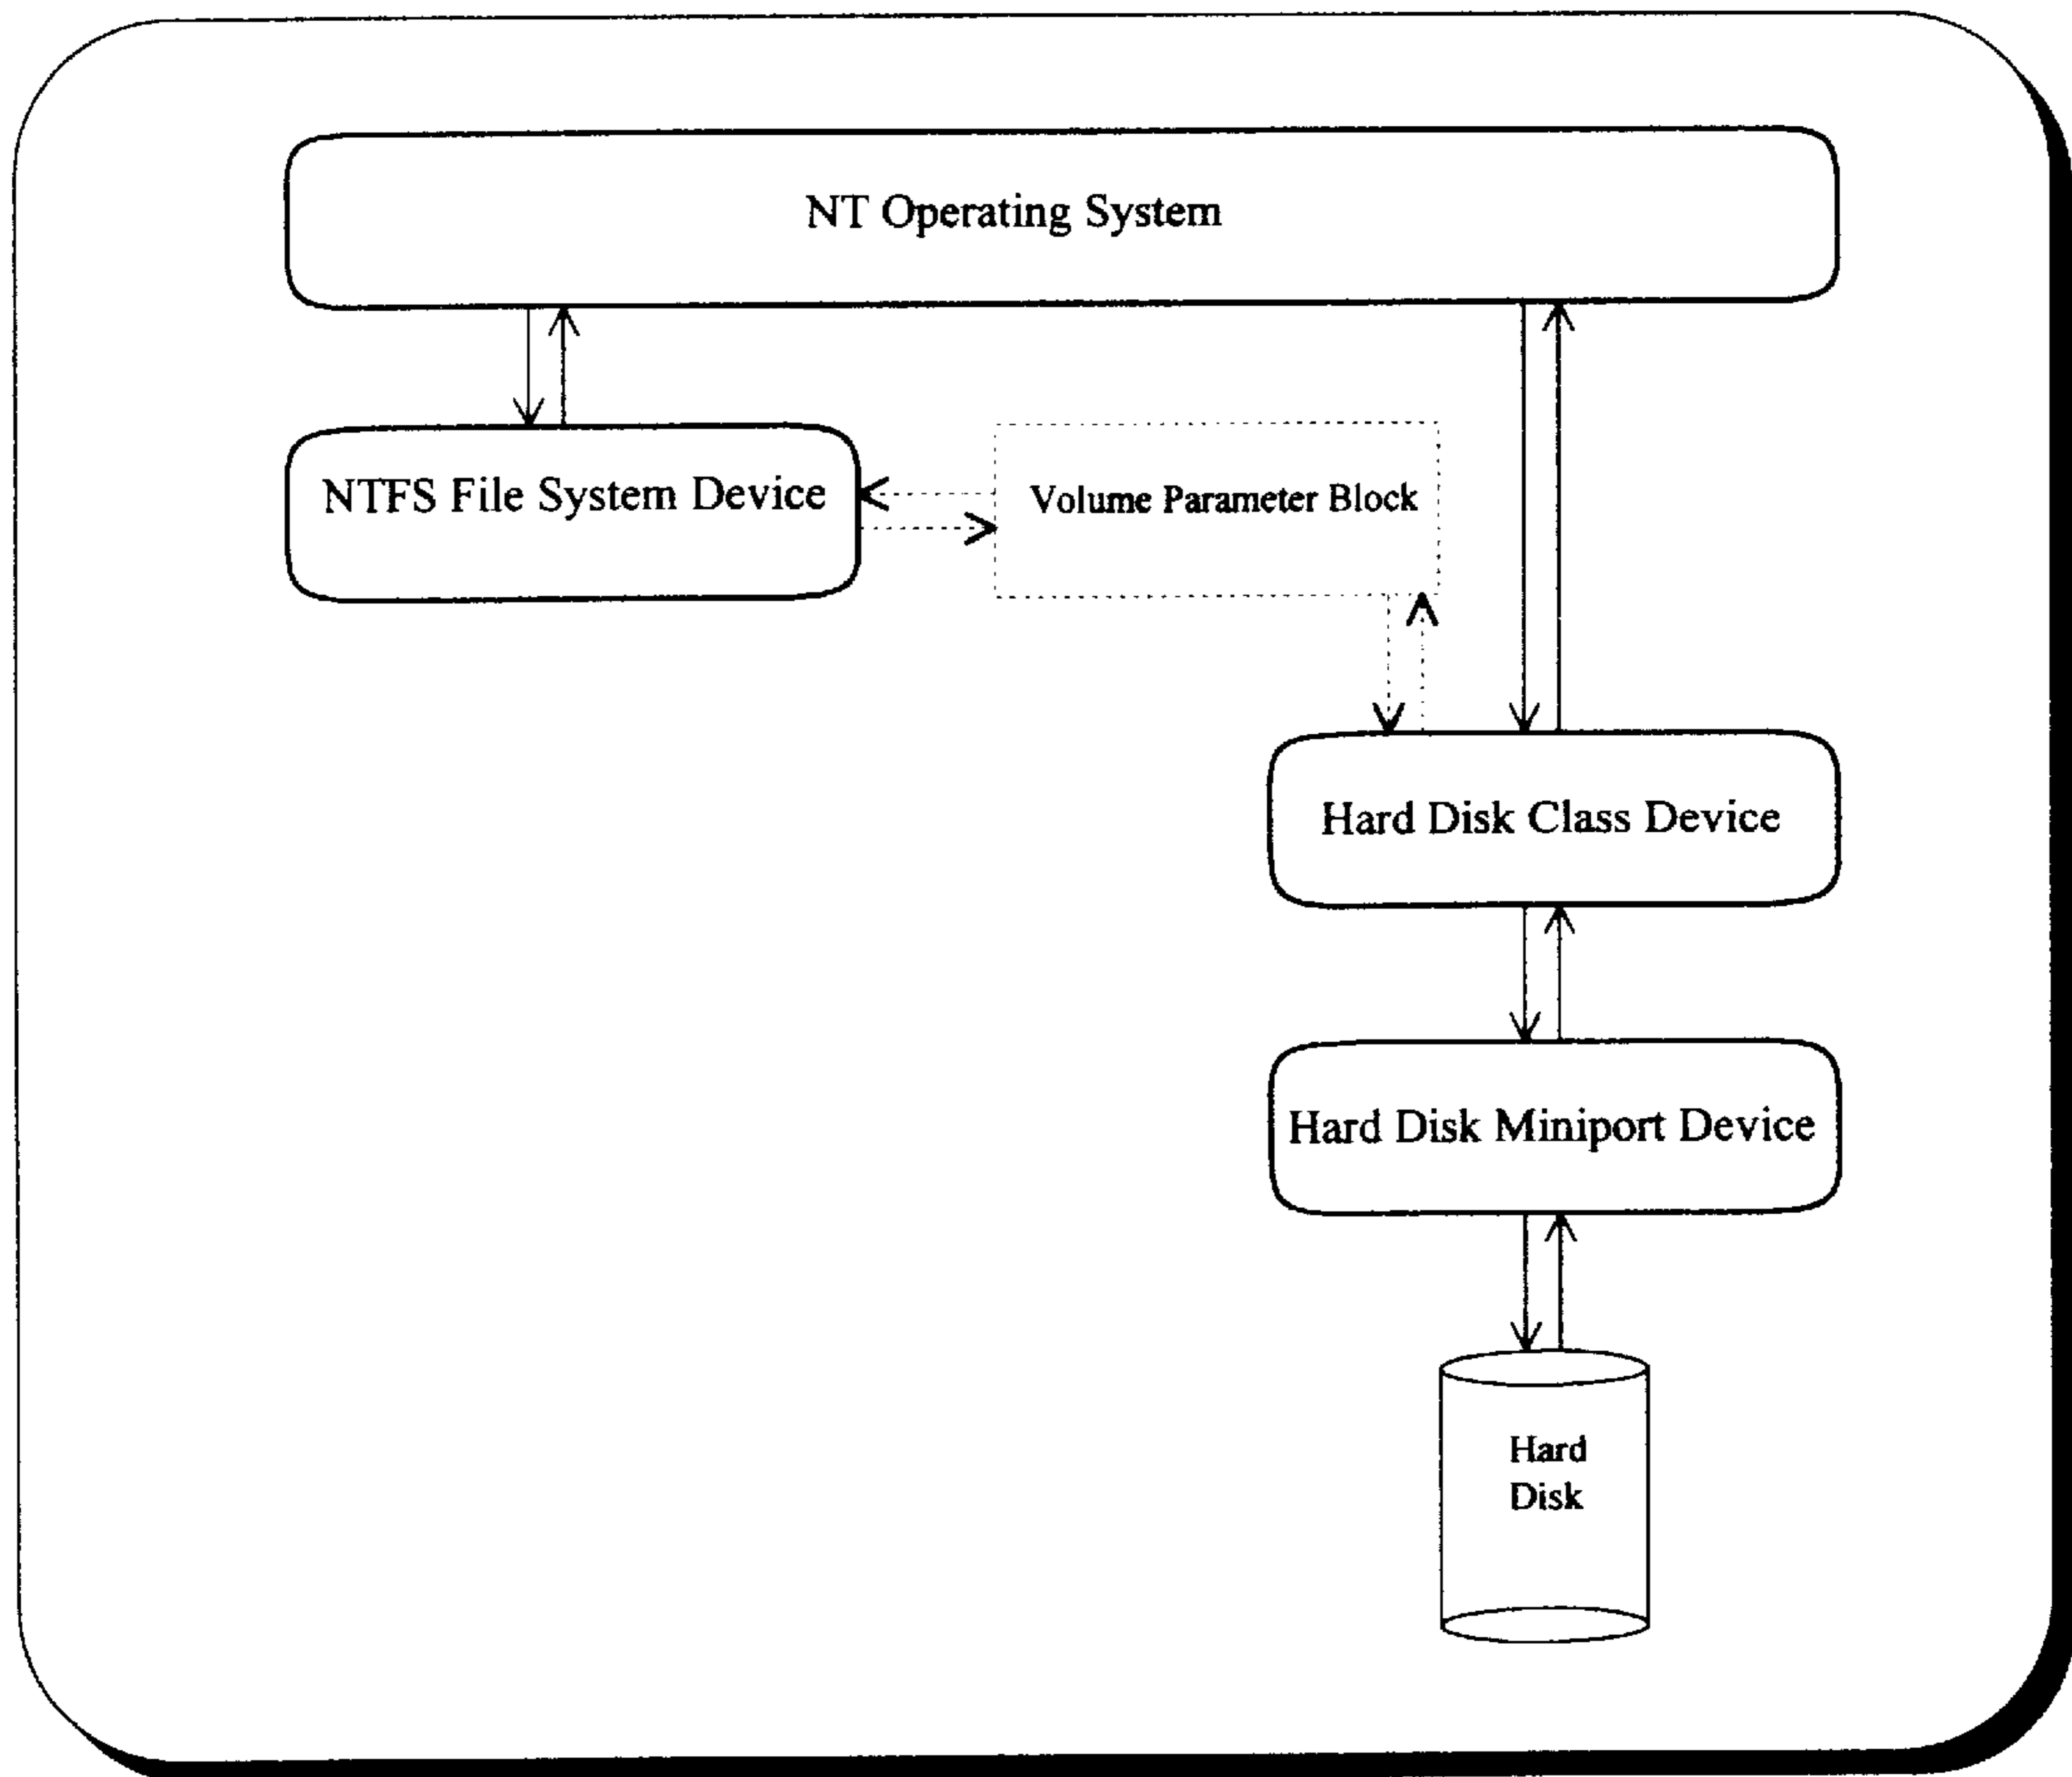 NT Operating System
NTFS File System Device
Volume Parameter Block
Hard Disk Class Device
Hard Disk Miniport Device
Hard
Disk